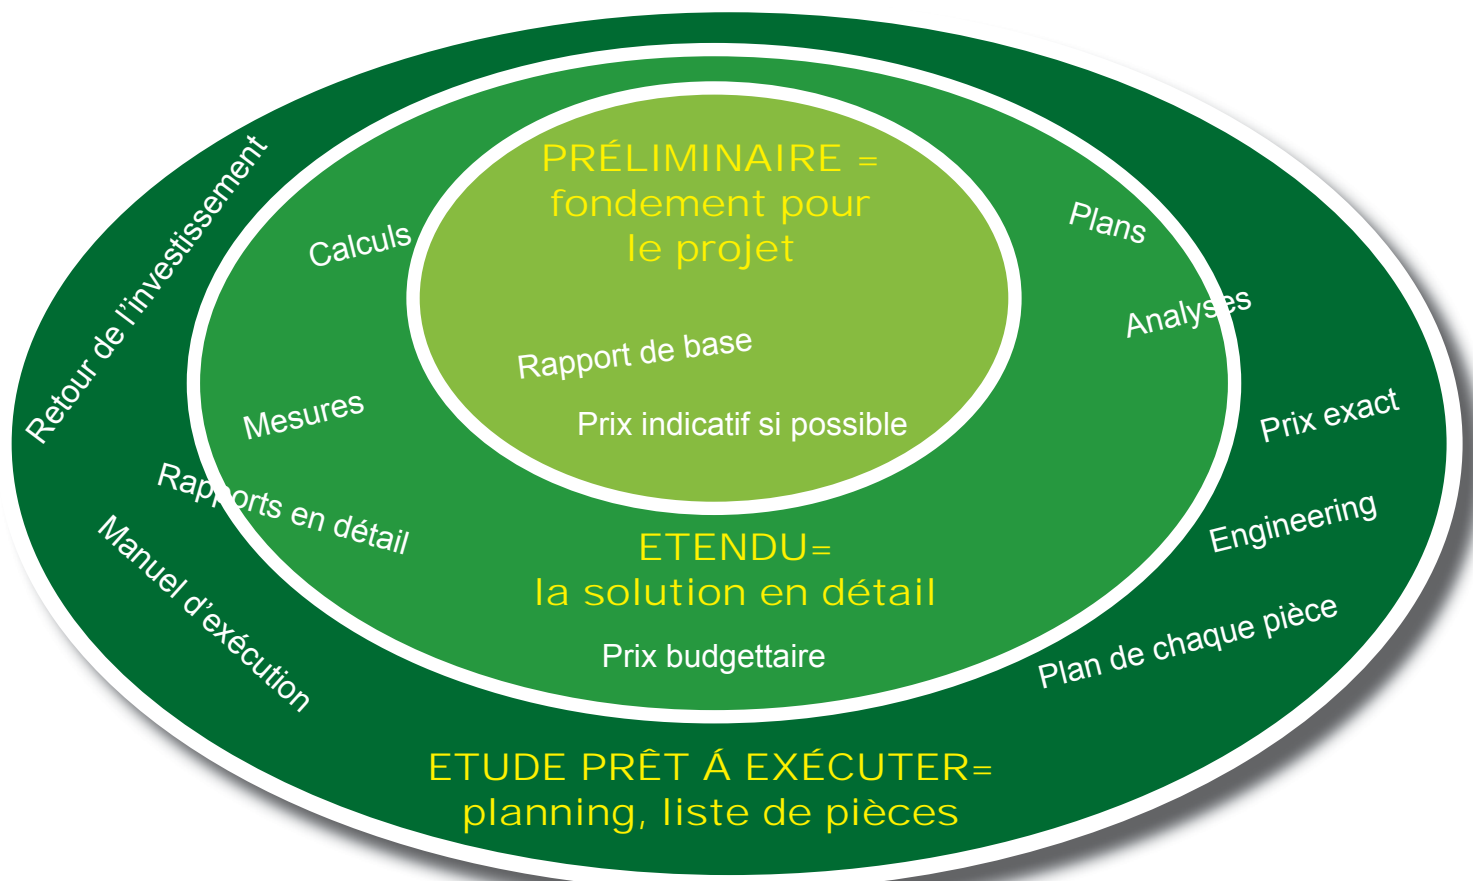 PRÉLIMINAIRE =
fondement pour
le projet
Rapport de base
Prix indicatif si possible
Calculs
Plans
Analyses
Mesures
Rapports en détail
ETENDU=
la solution en détail
Prix budgettaire
Retour de l'investissement
Prix exact
Engineering
Manuel d'exécution
Plan de chaque pièce
ETUDE PRÊT Á EXÉCUTER=
planning, liste de pièces